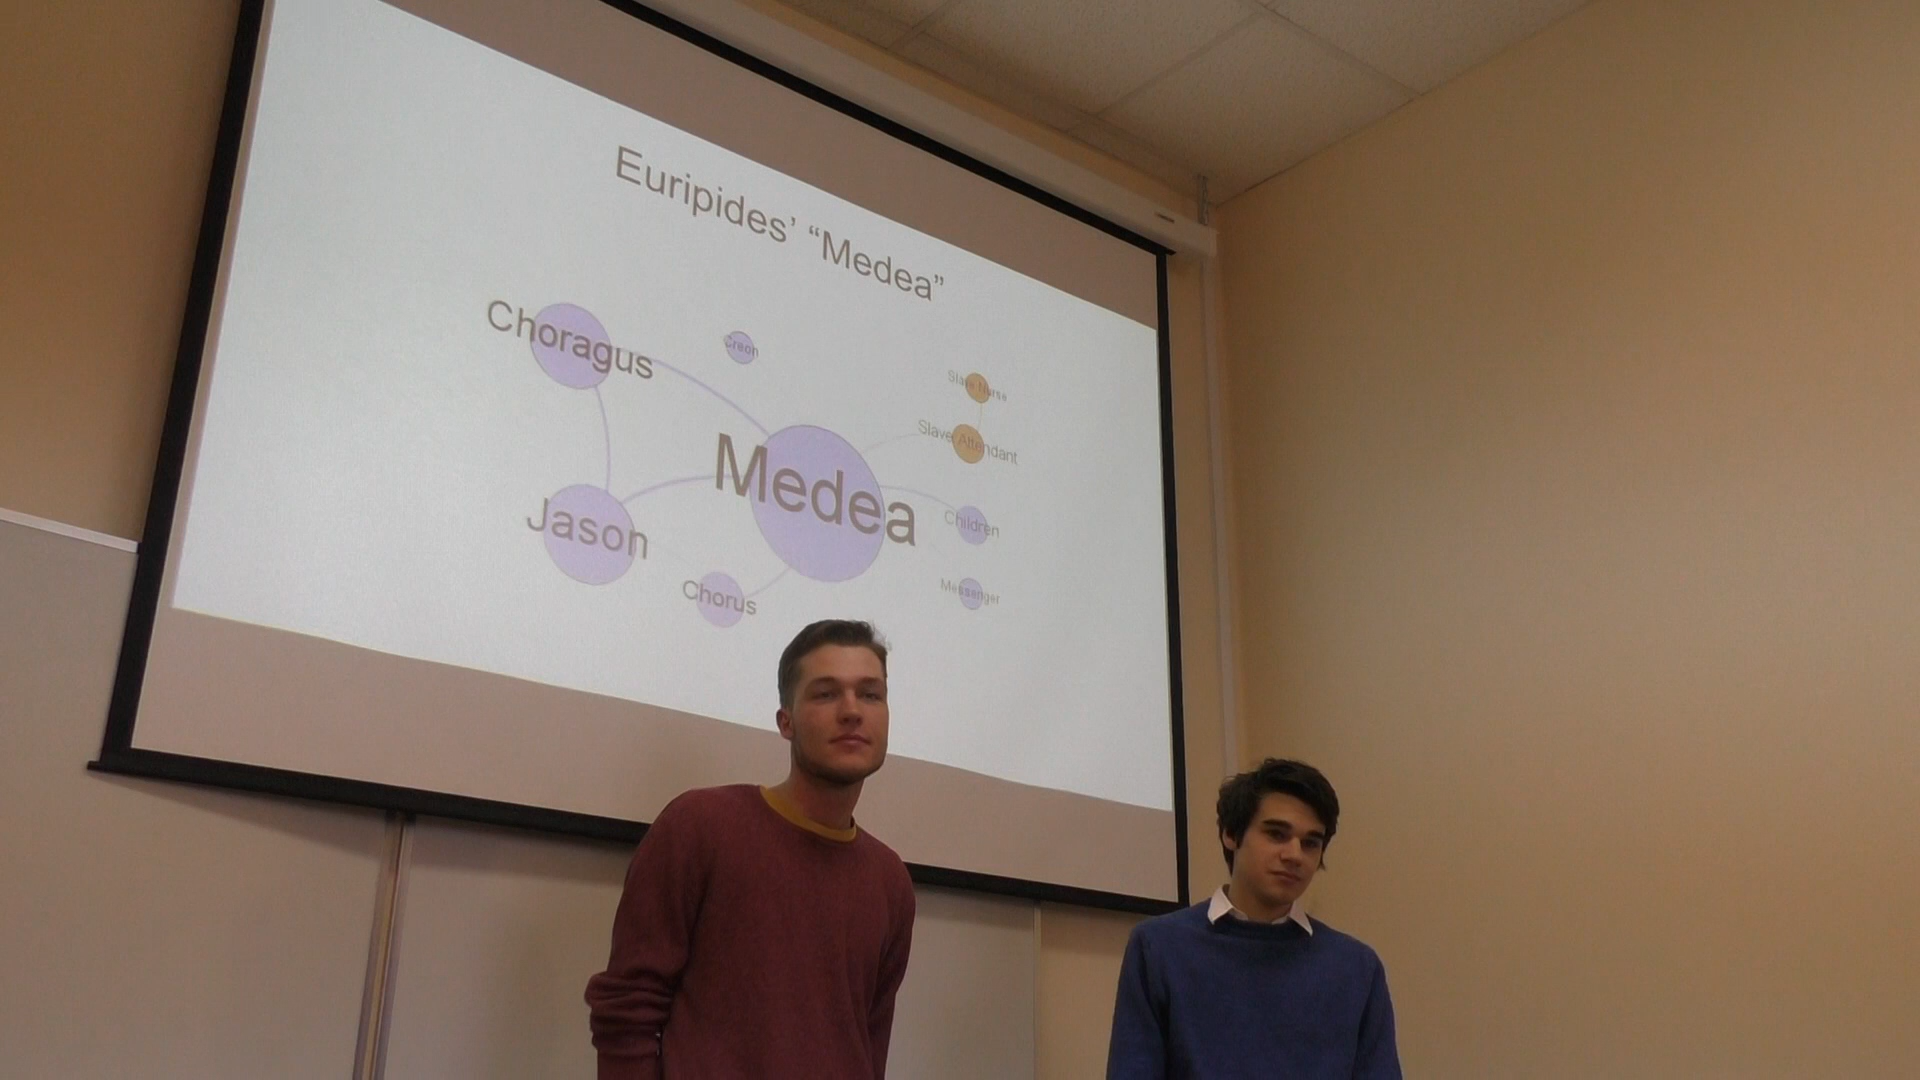 Euripides’ “Medea”
Choragus
Creon
Slave Nurse
Slave Attendant
Medea
Children
Jason
Chorus
Messenger